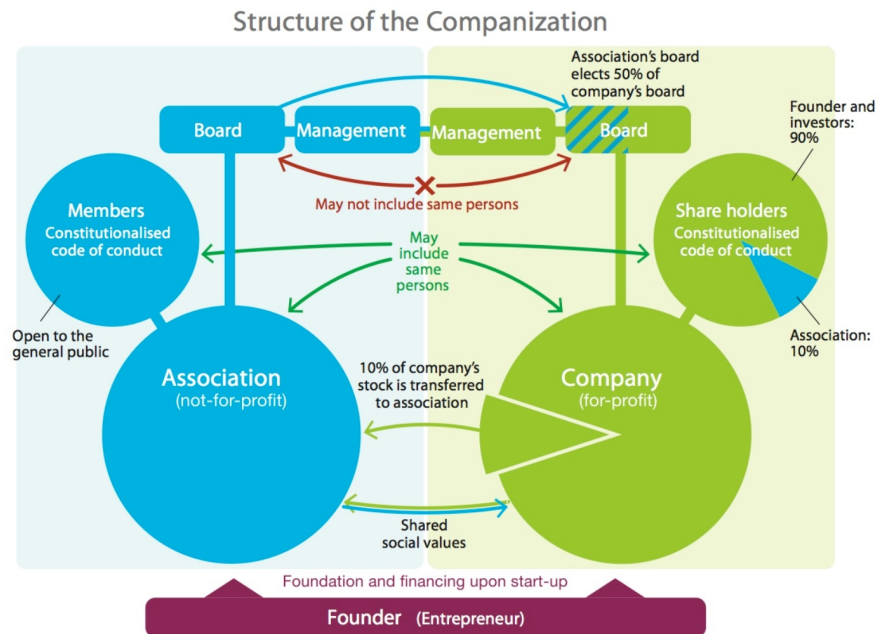 Structure of the Companization
Association's board
elects 50% of
company's board
Founder and
investors:
90%
Board
Management
Management
Board
May not include same persons
Members
Constitutionalised
code of conduct
Share holders
Constitutionalised
code of conduct
May
include
same
persons
Open to the
general public
Association:
10%
Association
(not-for-profit)
10% of company's
stock is transferred
to association
Company
(for-profit)
Shared
social values
Foundation and financing upon start-up
Founder (Entrepreneur)